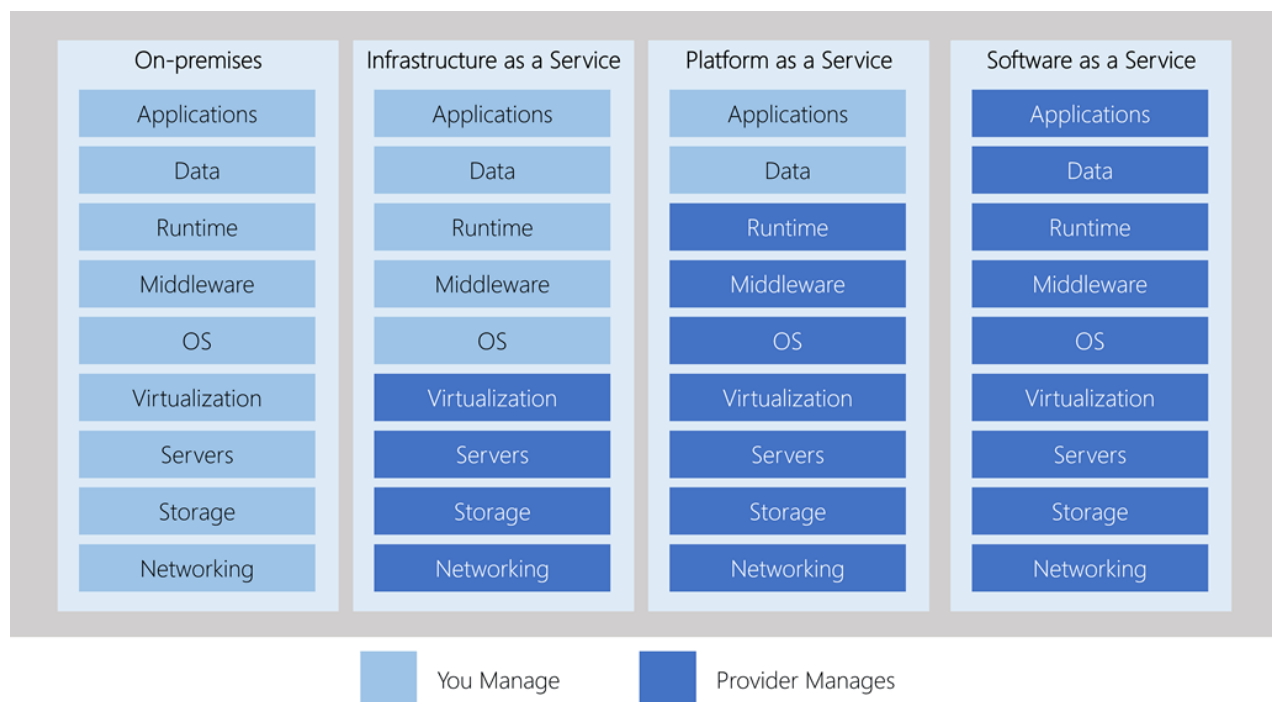 On-premises
Applications
Data
Runtime
Middleware
OS
Virtualization
Servers
Storage
Networking
Infrastructure as a Service
Applications
Data
Runtime
Middleware
OS
Virtualization
Servers
Storage
Networking
Platform as a Service
Applications
Data
Runtime
Middleware
OS
Virtualization
Servers
Storage
Networking
Software as a Service
Applications
Data
Runtime
Middleware
OS
Virtualization
Servers
Storage
Networking
You Manage
Provider Manages